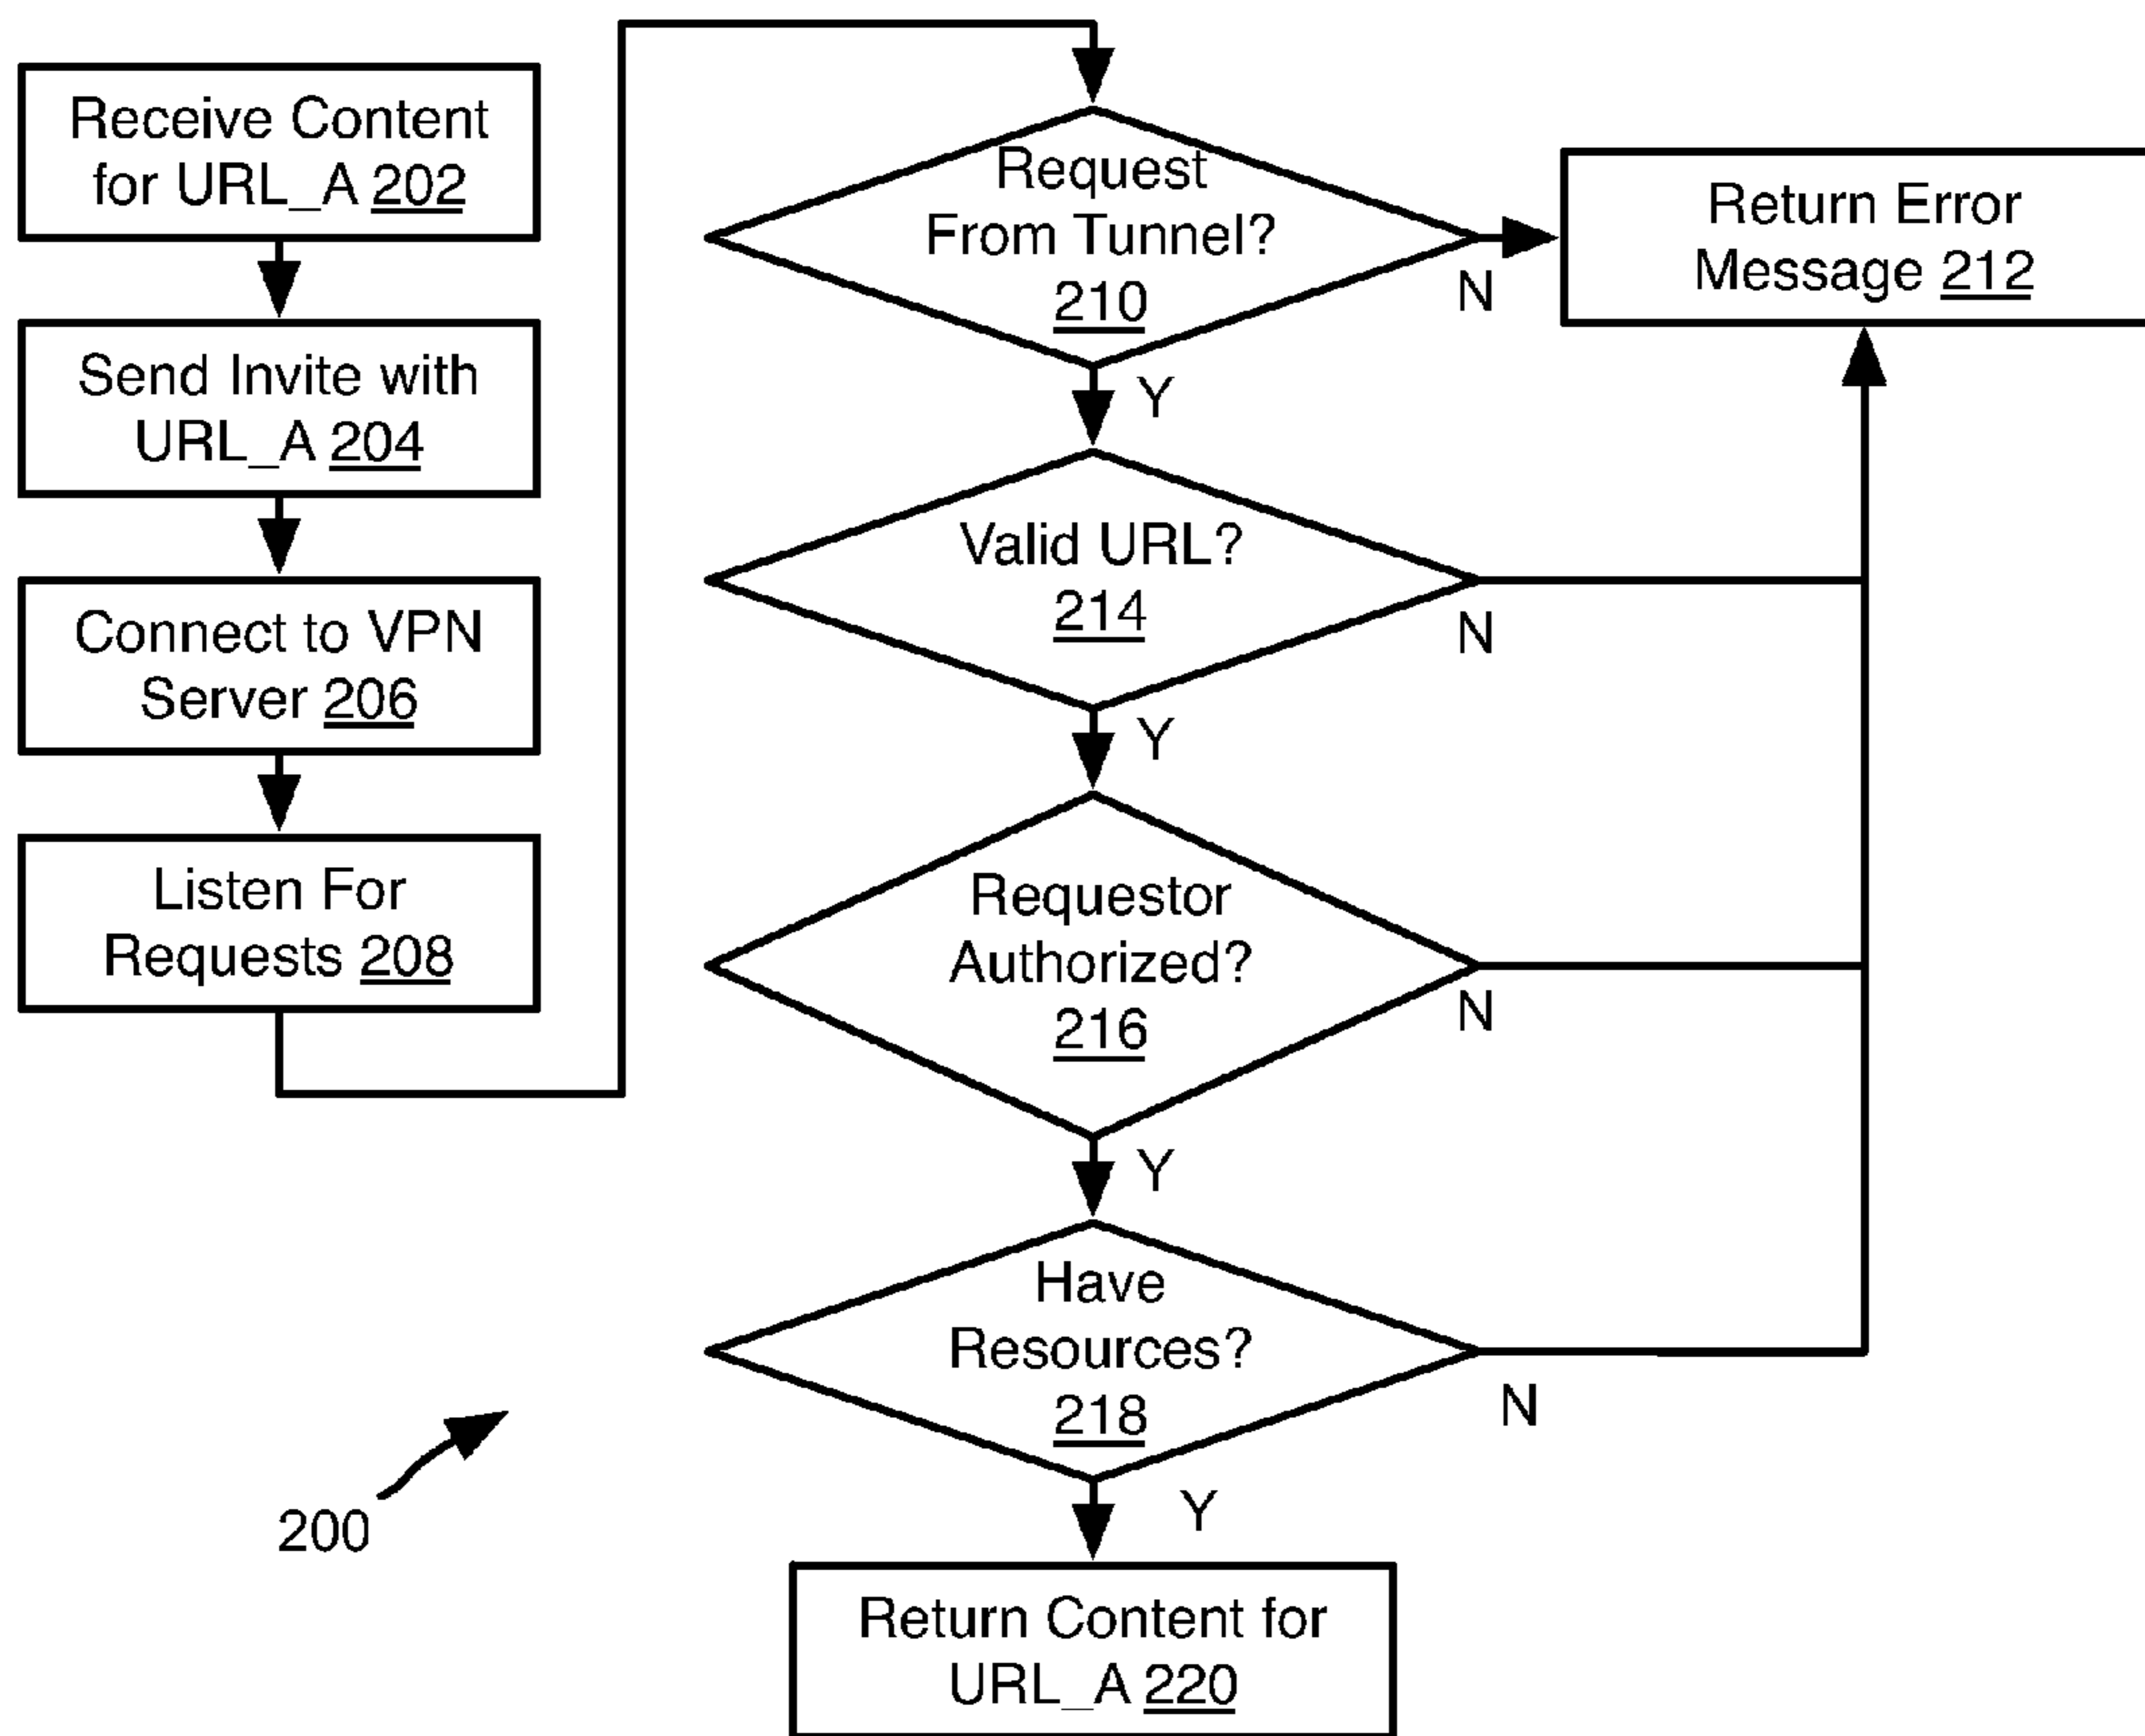 Receive Content
for URL_A 202
Send Invite with
URL_A 204
Connect to VPN
Server 206
Listen For
Requests 208
Request
From Tunnel?
210
N
Y
Return Error
Message 212
Valid URL?
214
N
Y
Requestor
Authorized?
216
N
Y
Have
Resources?
218
N
Y
Return Content for
URL_A 220
200